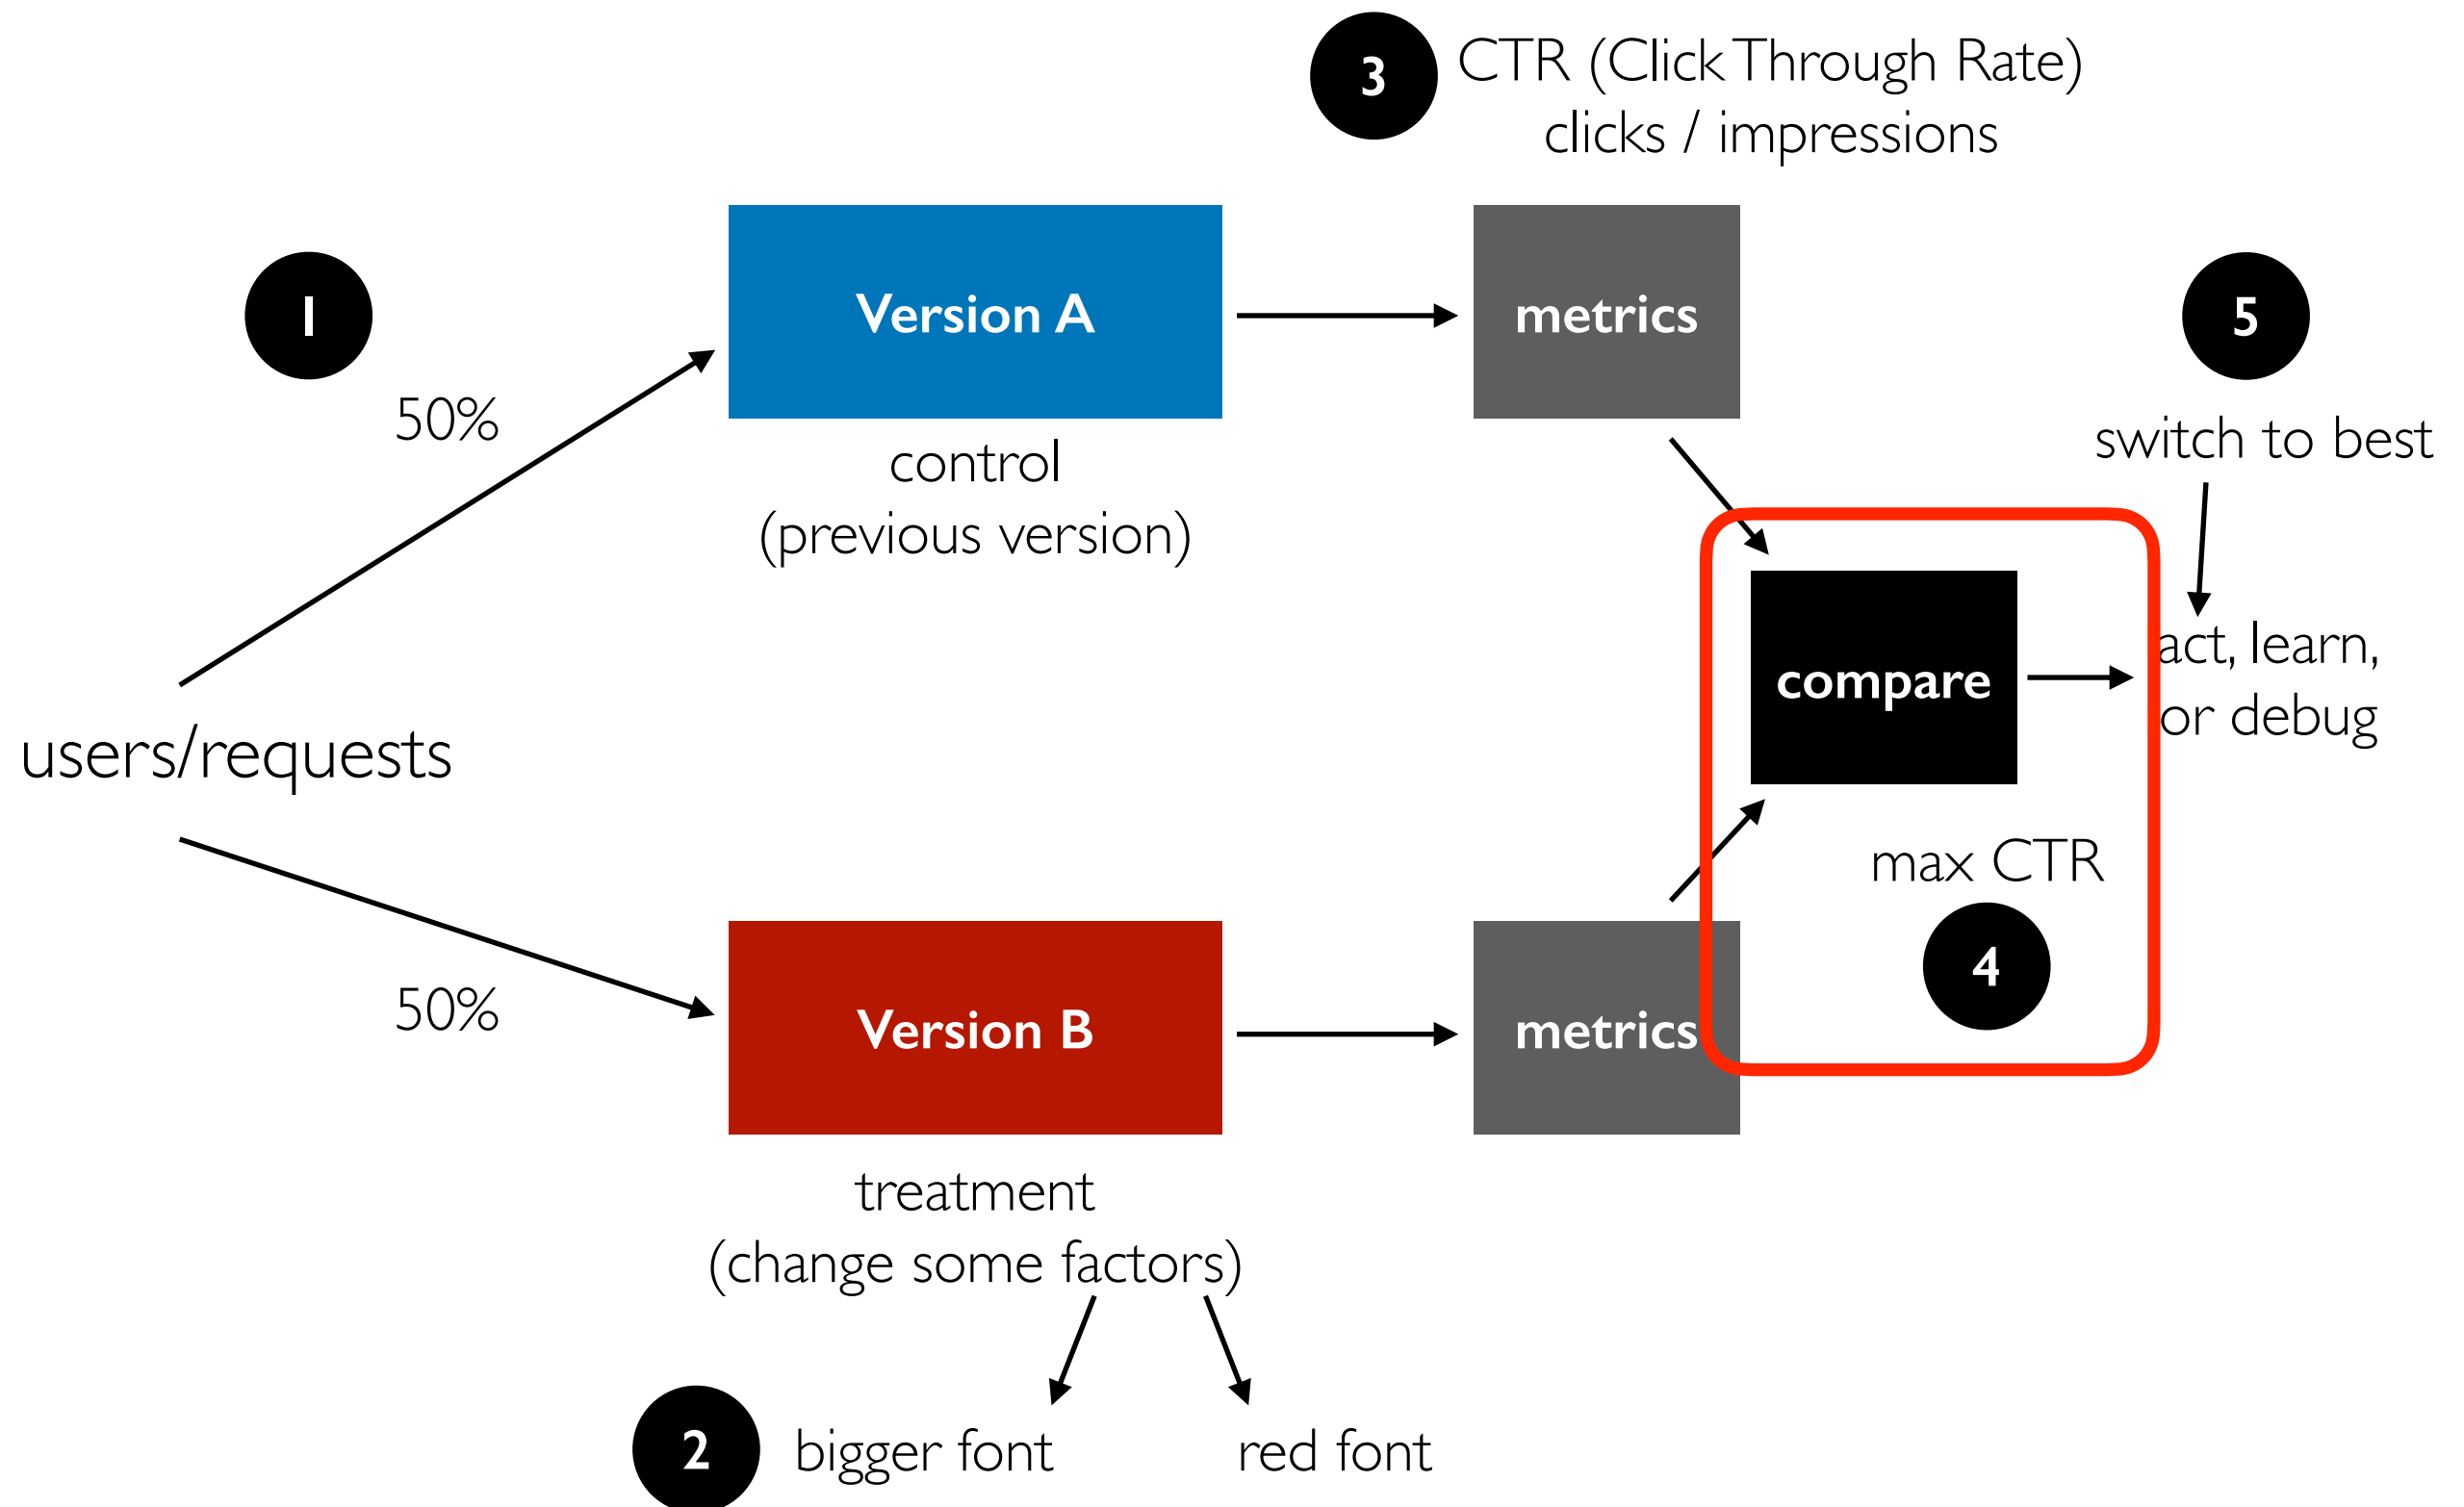 3
CTR (Click Through Rate)
clicks / impressions
1
50%
Version A
metrics
5
control
(previous version)
switch to best
users/requests
compare
act, learn,
or debug
max CTR
4
50%
Version B
metrics
treatment
(change some factors)
2
bigger font
red font